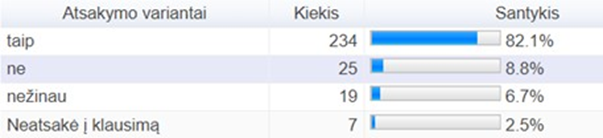 Atsakymo variantai Kiekis Santykis
taip 234 82.1%
ne 25 8.8%
nežinau 19 6.7%
Neatsakė į klausimą 7 2.5%